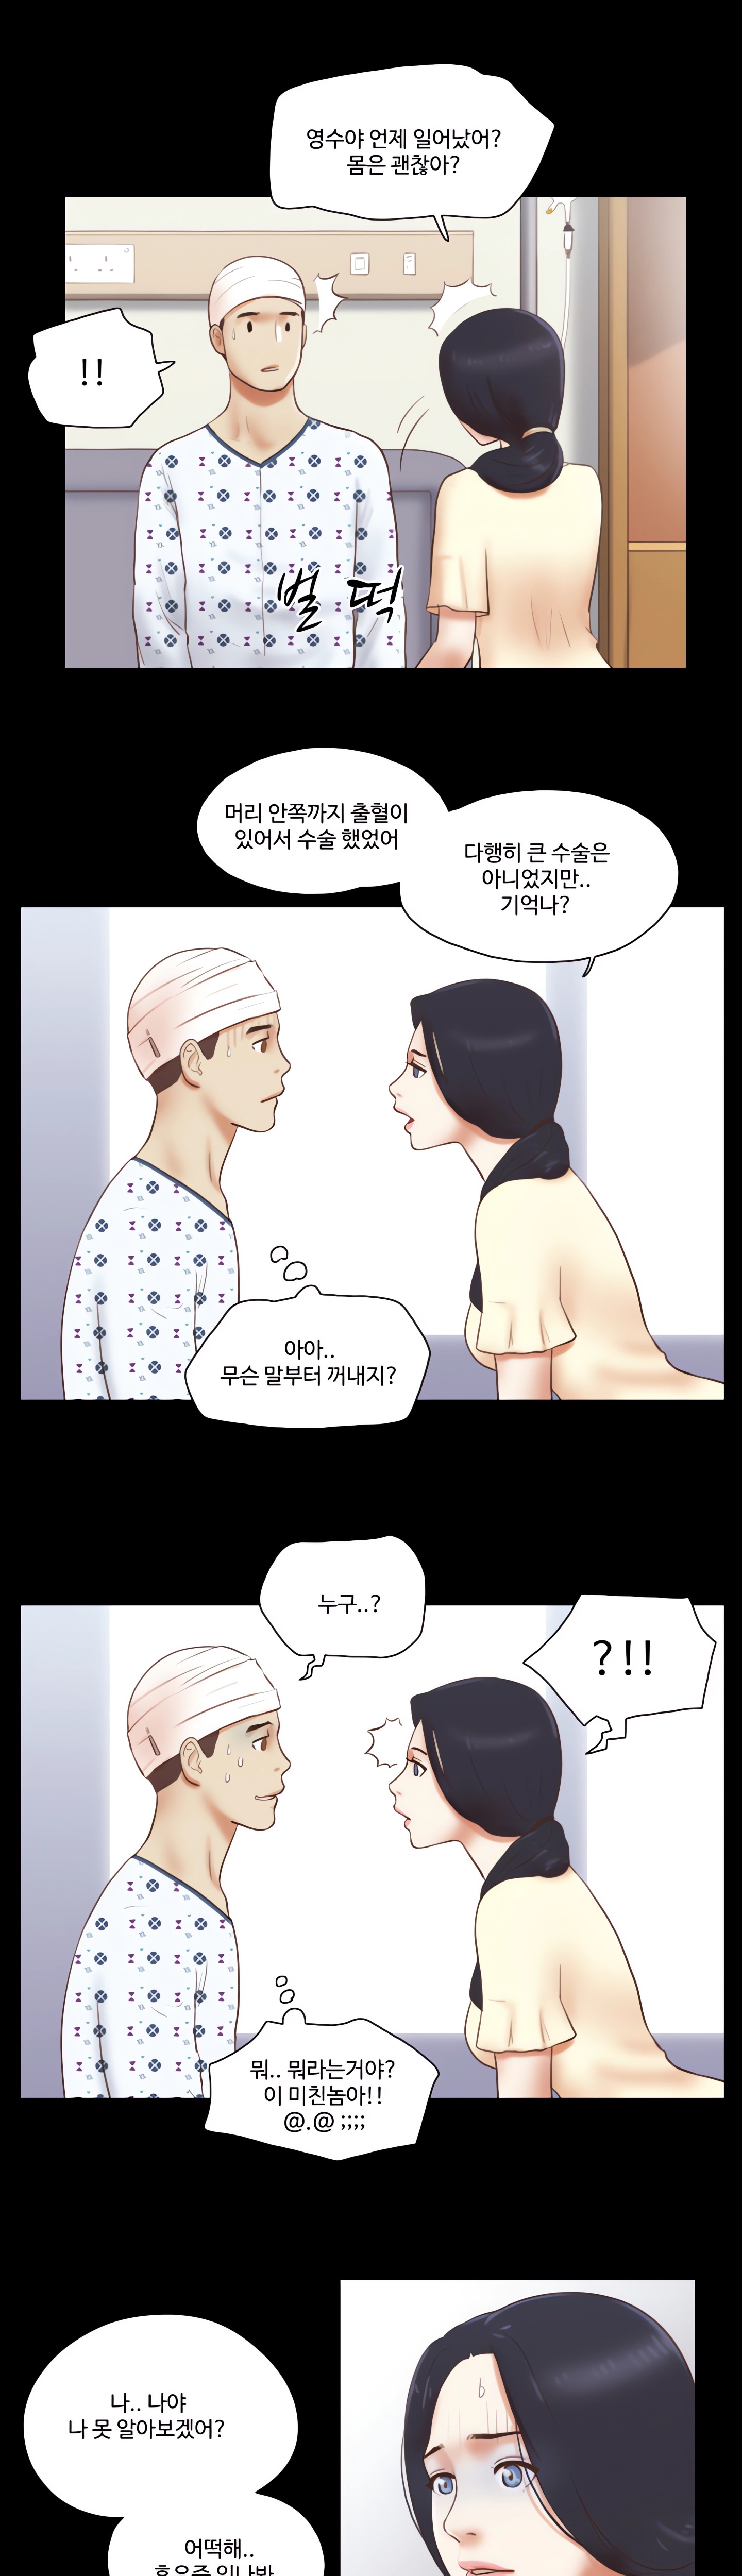 영수야 언제 일어났어?
몸은 괜찮아?
!!
벌떡
머리 안쪽까지 출혈이
있어서 수술 했었어
다행히 큰 수술은
아니었지만..
기억나?
아아..
무슨 말부터 꺼내지?
누구..?
?!!
뭐.. 뭐라는거야?
이 미친놈아!!
@.@ ;;;;
나.. 나야
나 못 알아보겠어?
어떡해..